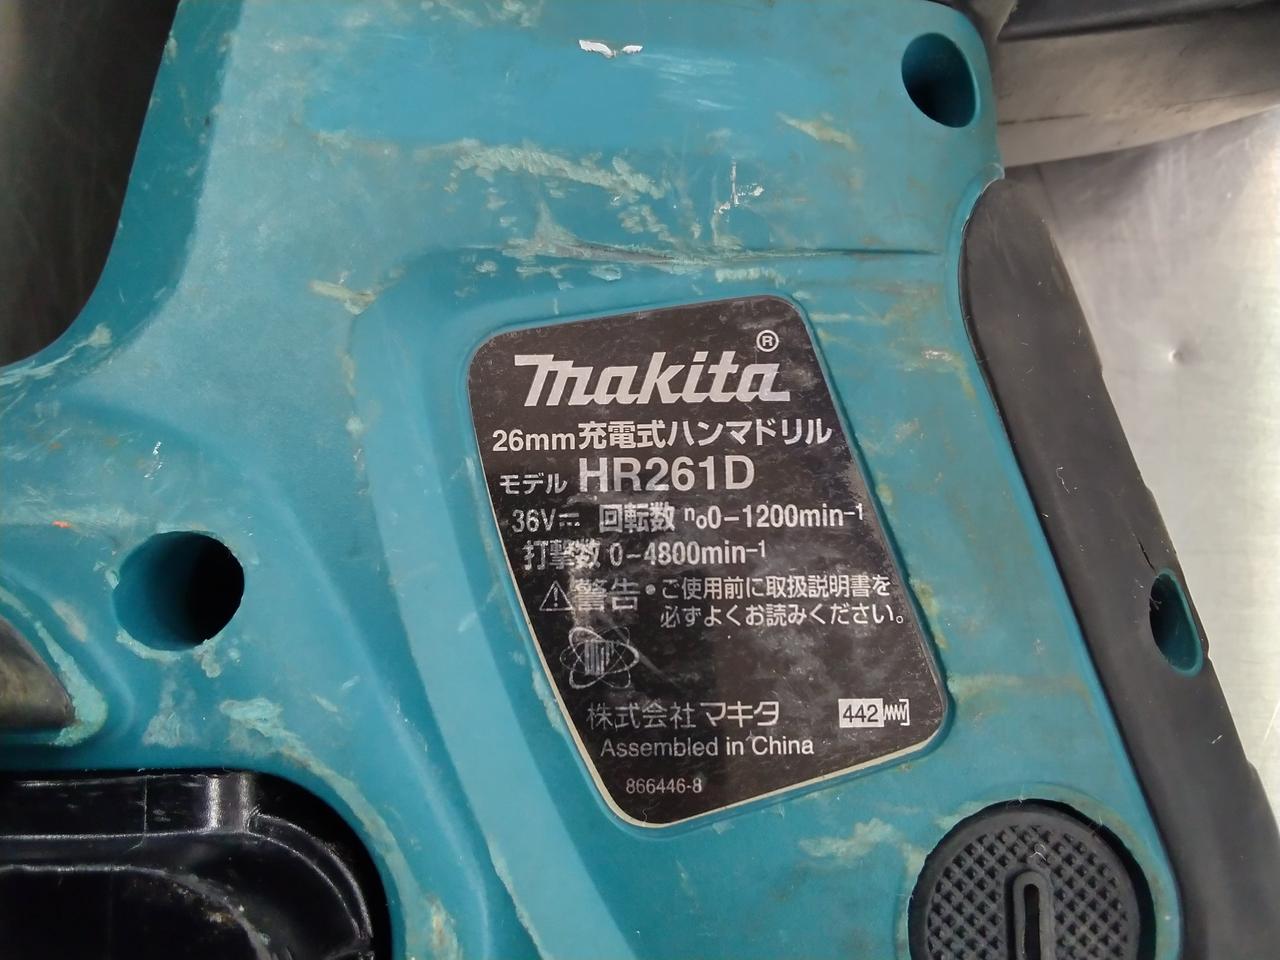 makita®
26mm充電式ハンマドリル
モデル HR261D
36V⎓ 回転数 n₀0-1200min⁻¹
打撃数 0-4800min⁻¹
⚠警告・ご使用前に取扱説明書を
必ずよくお読みください。
株式会社マキタ 442
Assembled in China
866446-8